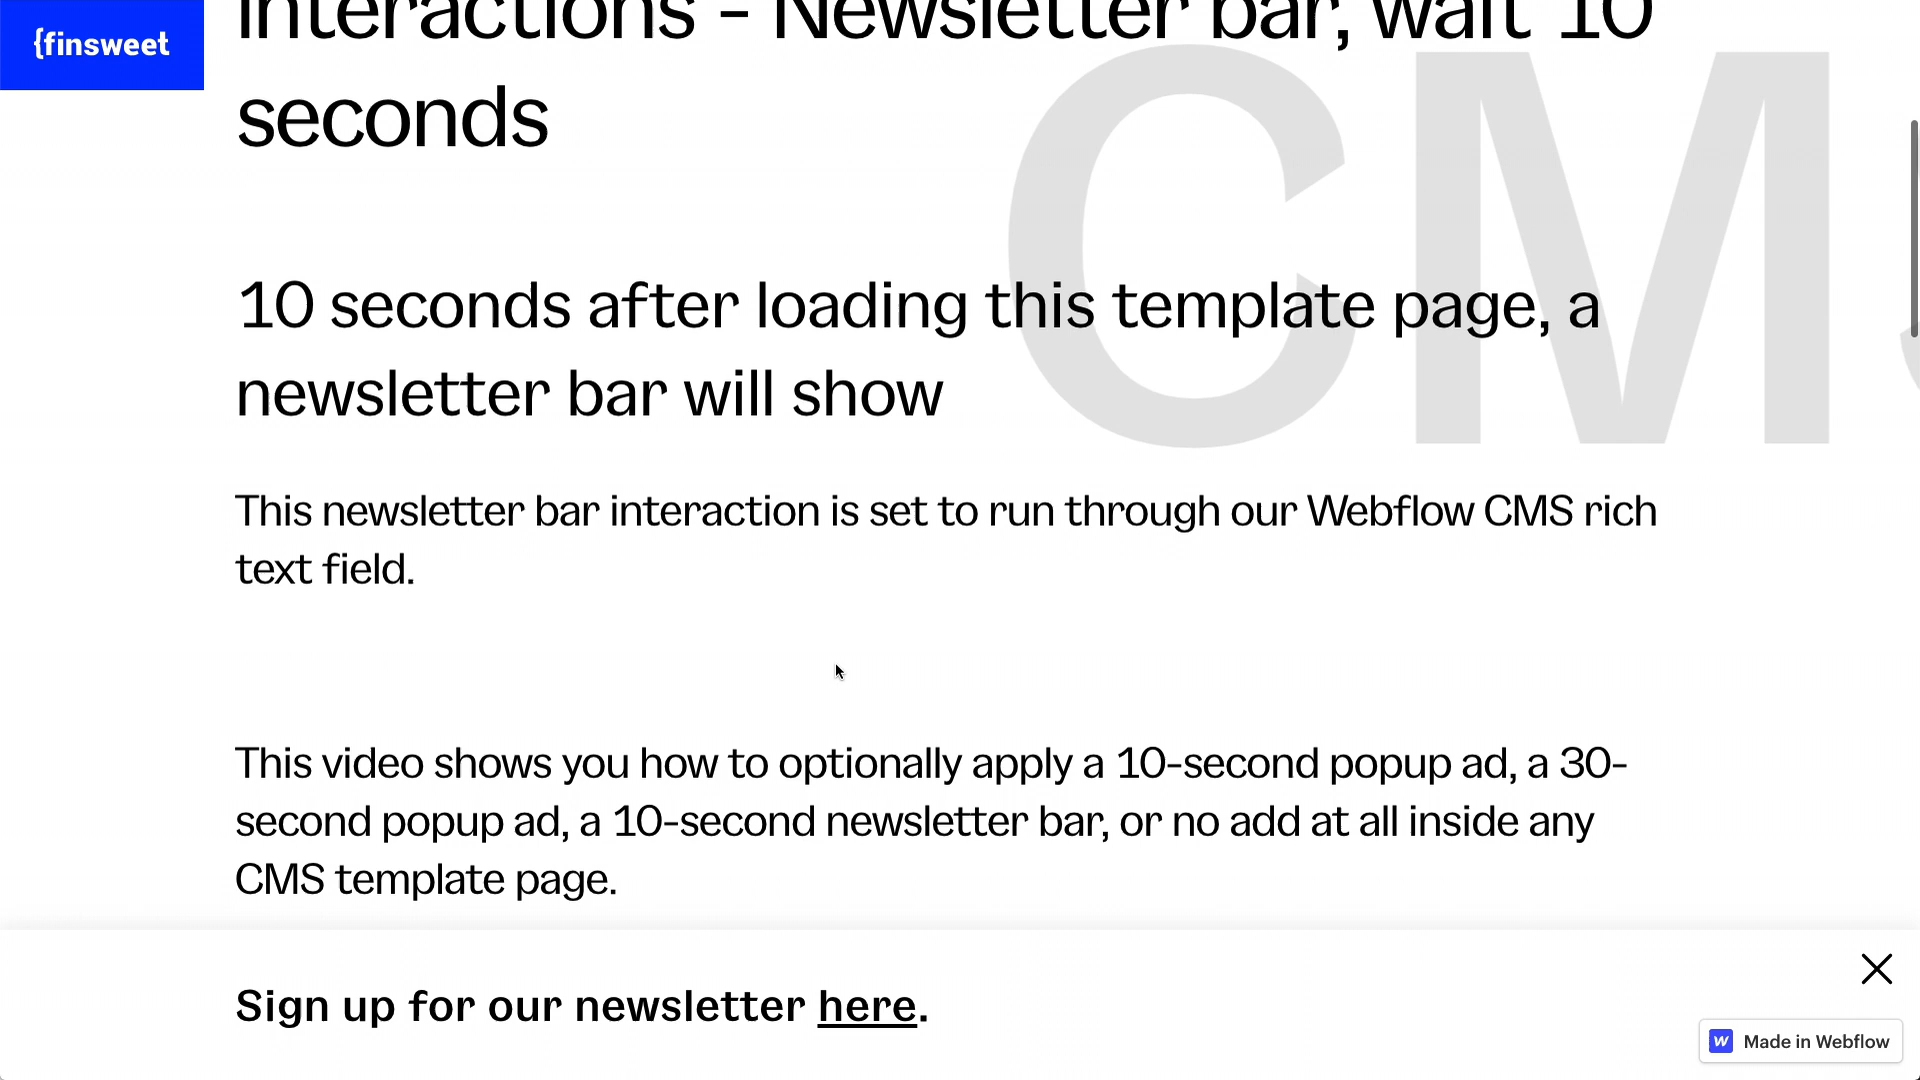 {finsweet
Interactions - Newsletter bar, wait 10
seconds
CMS
10 seconds after loading this template page, a
newsletter bar will show
This newsletter bar interaction is set to run through our Webflow CMS rich
text field.
This video shows you how to optionally apply a 10-second popup ad, a 30-
second popup ad, a 10-second newsletter bar, or no add at all inside any
CMS template page.
Sign up for our newsletter here.
Made in Webflow